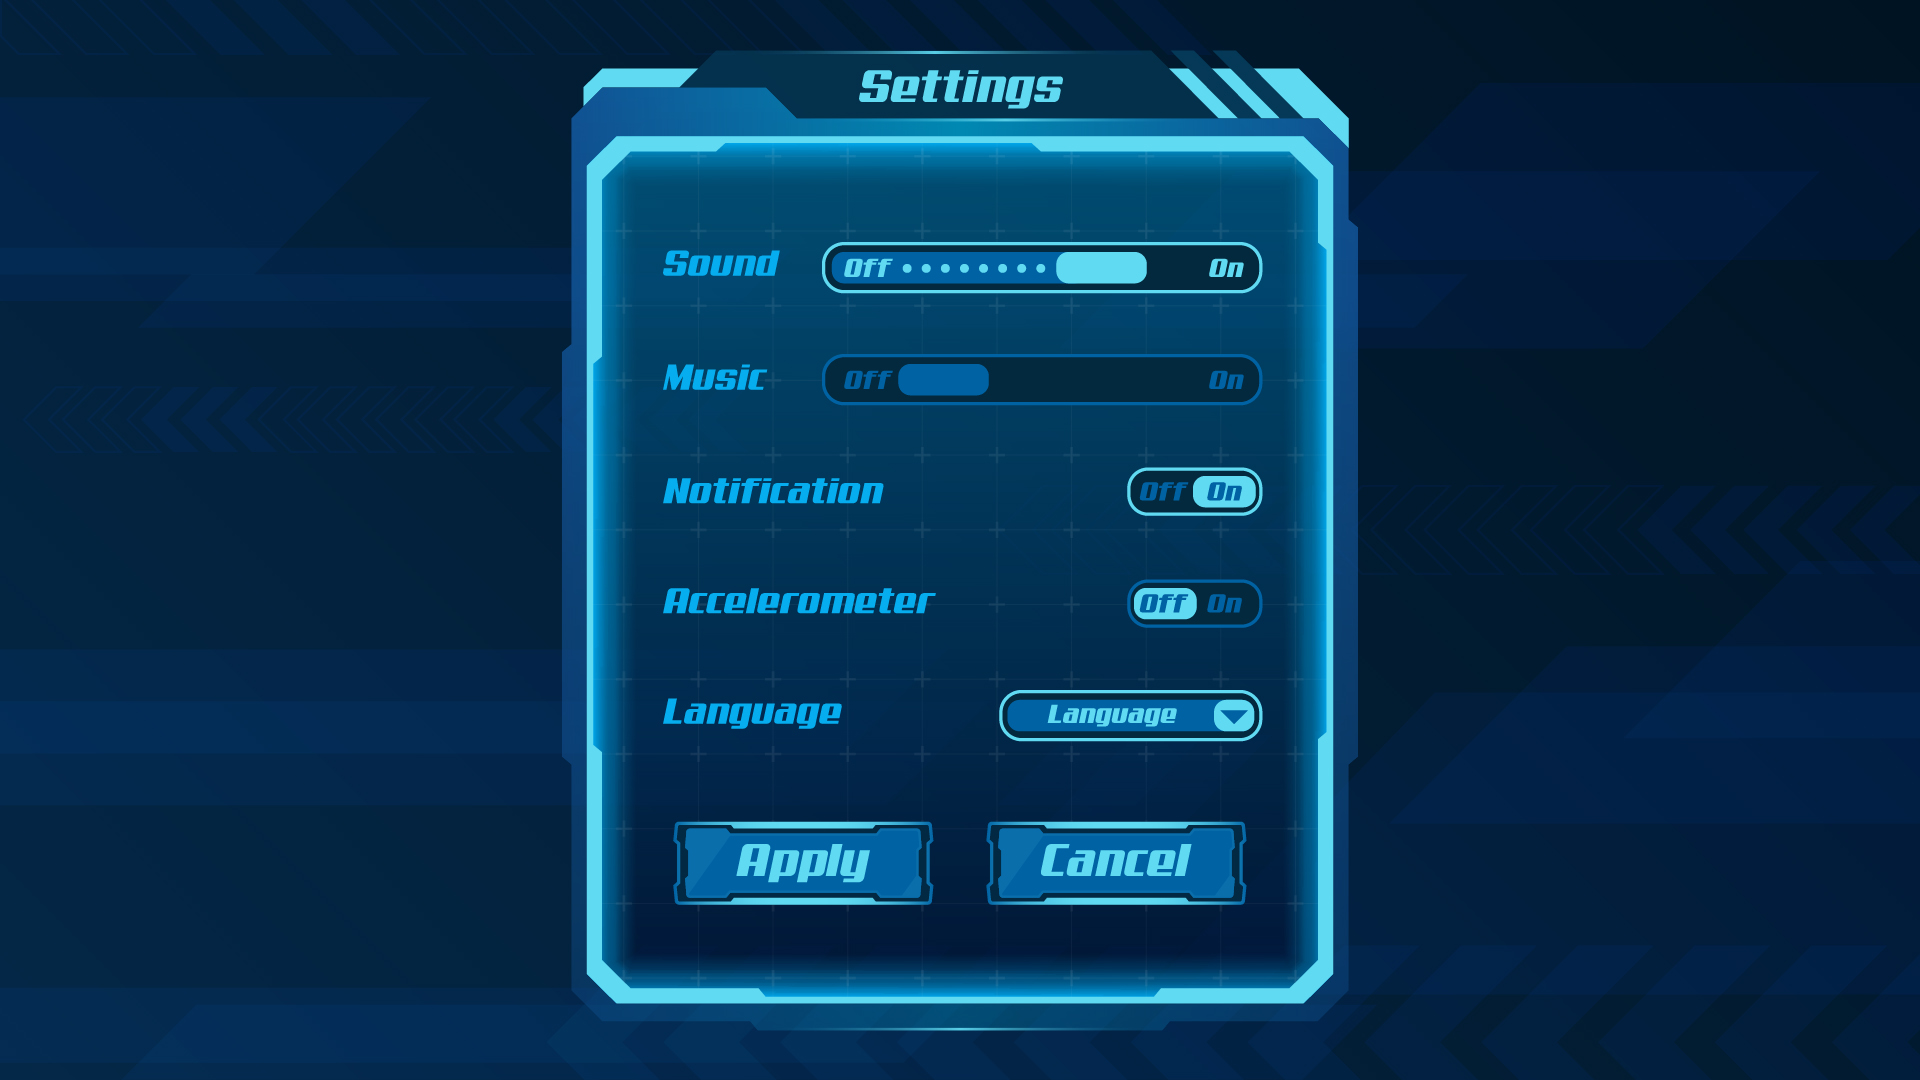 Settings
Sound Off On
Music Off On
Notification Off On
Accelerometer Off On
Language Language
Apply Cancel